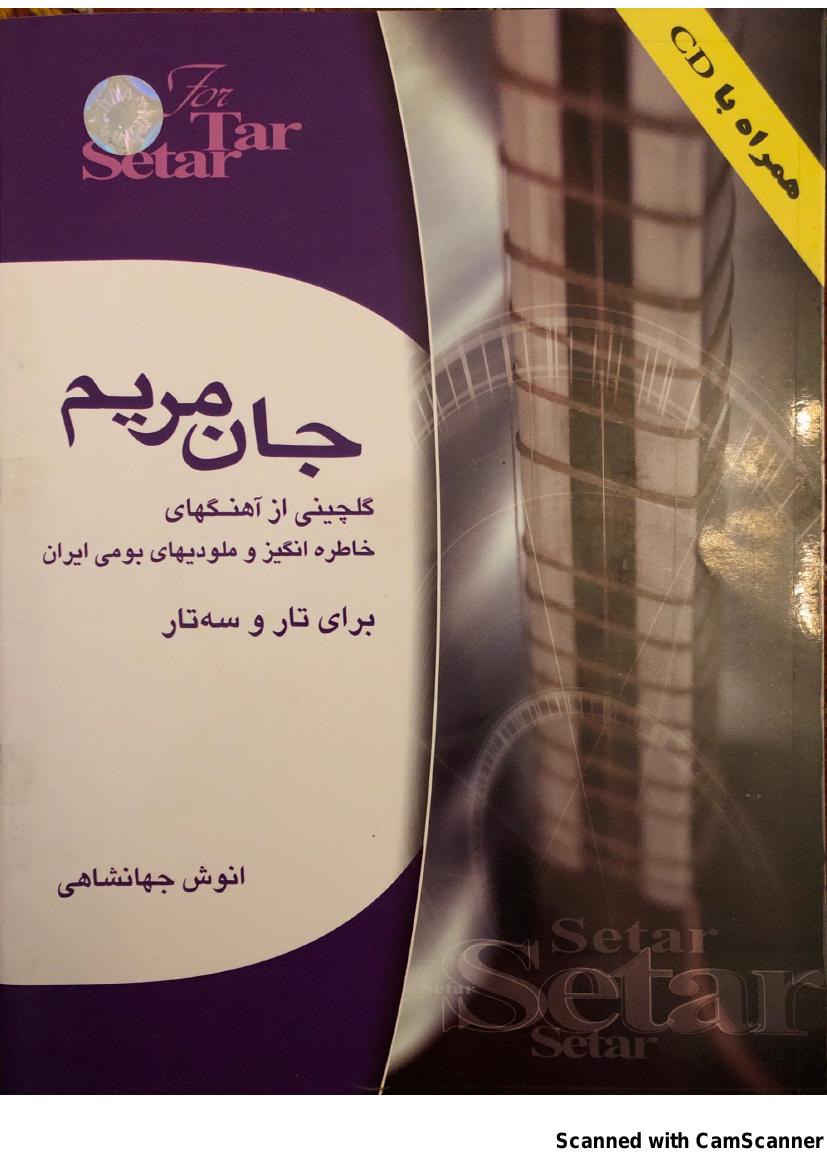 For
Tar
Setar
همراه با CD
جان مریم
گلچینی از آهنگهای
خاطره انگیز و ملودیهای بومی ایران
برای تار و سه‌تار
انوش جهانشاهی
Setar
Setar
Setar
Setar
Scanned with CamScanner